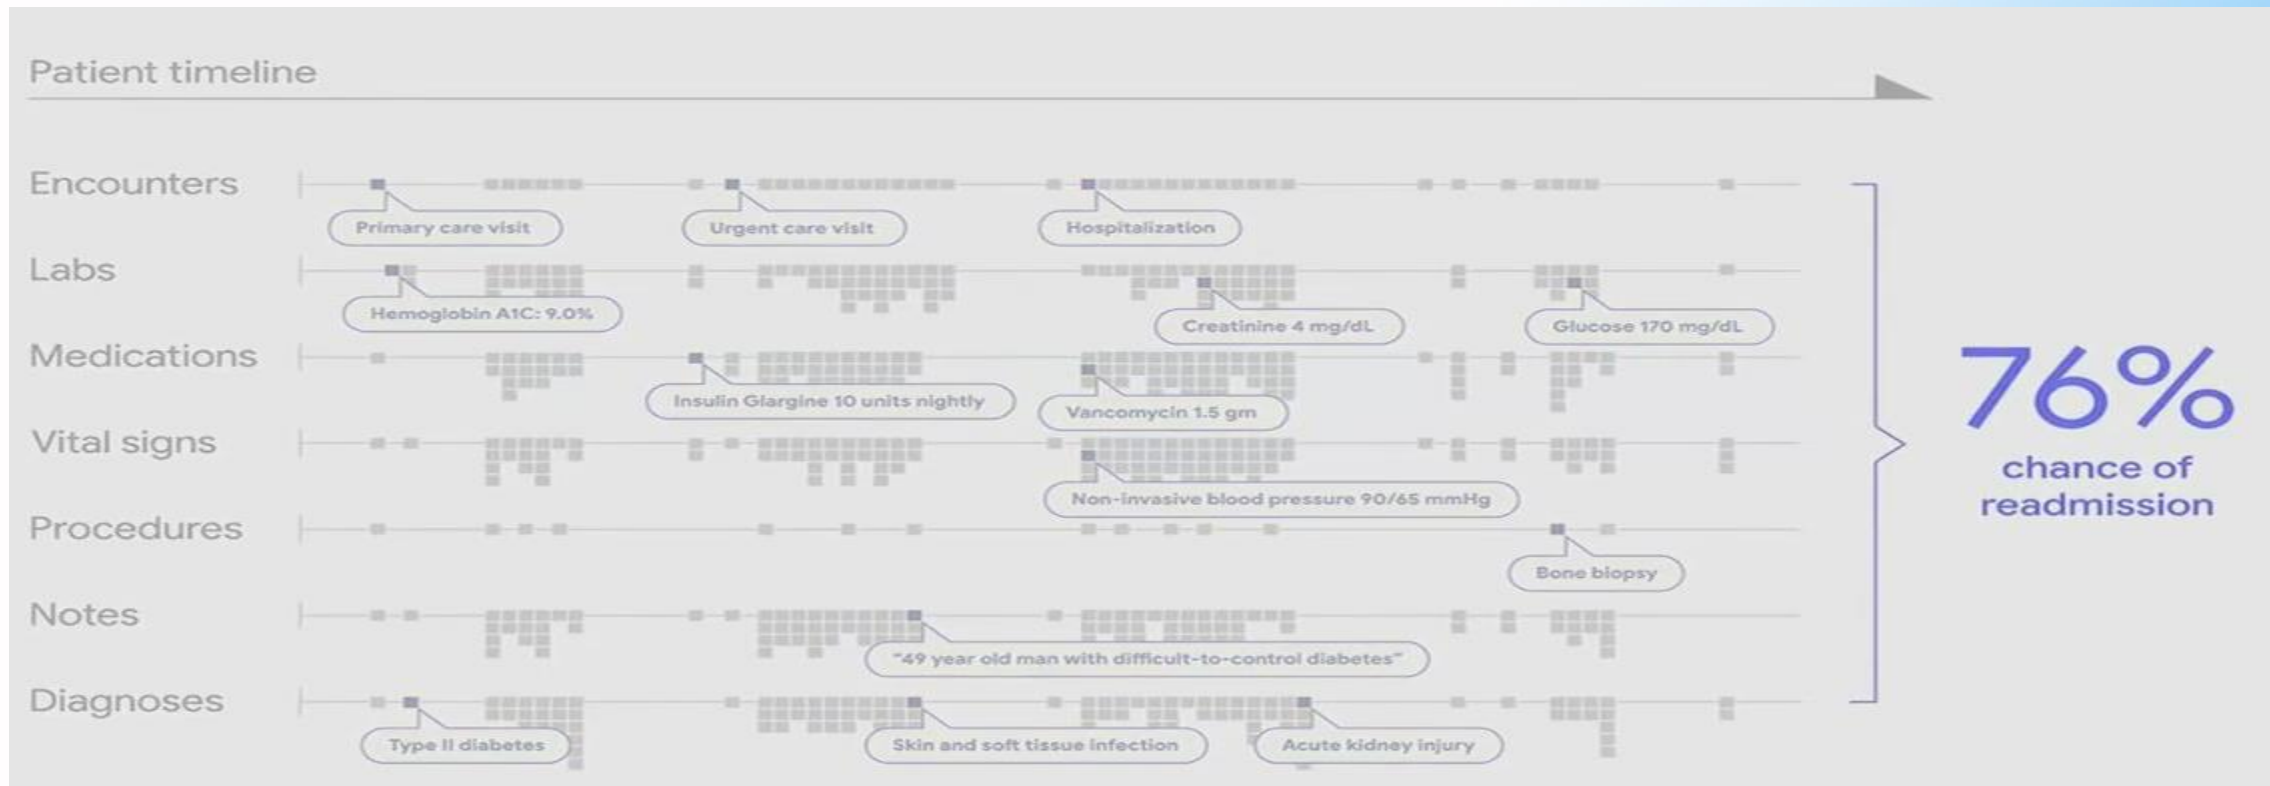 Patient timeline
Encounters
Primary care visit
Urgent care visit
Hospitalization
Labs
Hemoglobin A1C: 9.0%
Creatinine 4 mg/dL
Glucose 170 mg/dL
Medications
Insulin Glargine 10 units nightly
Vancomycin 1.5 gm
Vital signs
Non-invasive blood pressure 90/65 mmHg
Procedures
Bone biopsy
Notes
"49 year old man with difficult-to-control diabetes"
Diagnoses
Type II diabetes
Skin and soft tissue infection
Acute kidney injury
76%
chance of
readmission